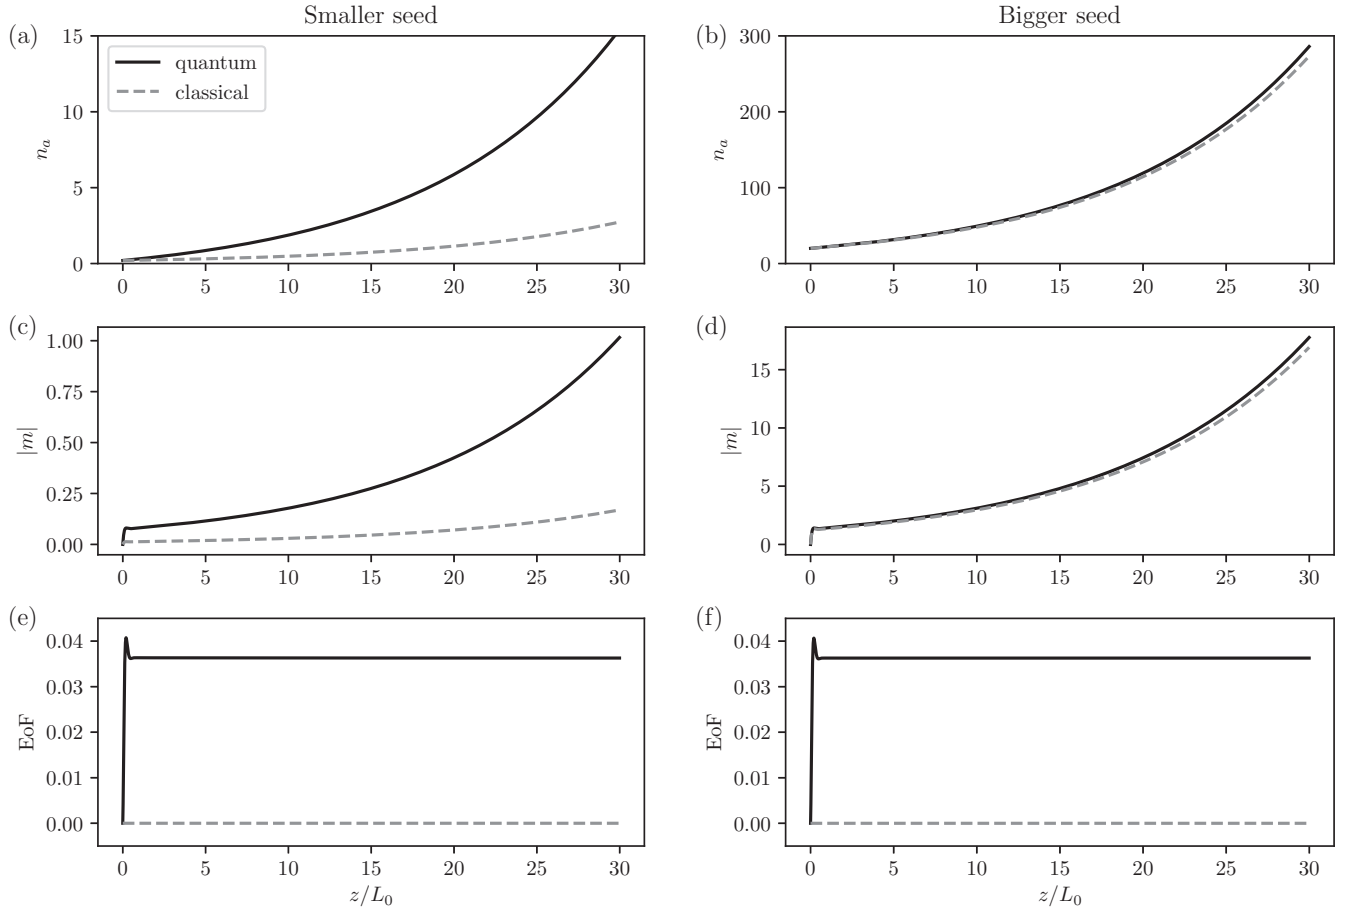 Smaller seed
(a)
15
10
5
0
n_a
quantum
classical
0 5 10 15 20 25 30
Bigger seed
(b)
300
200
100
0
n_a
0 5 10 15 20 25 30
(c)
1.00
0.75
0.50
0.25
0.00
|m|
0 5 10 15 20 25 30
(d)
15
10
5
0
|m|
0 5 10 15 20 25 30
(e)
0.04
0.03
0.02
0.01
0.00
EoF
0 5 10 15 20 25 30
z/L_0
(f)
0.04
0.03
0.02
0.01
0.00
EoF
0 5 10 15 20 25 30
z/L_0